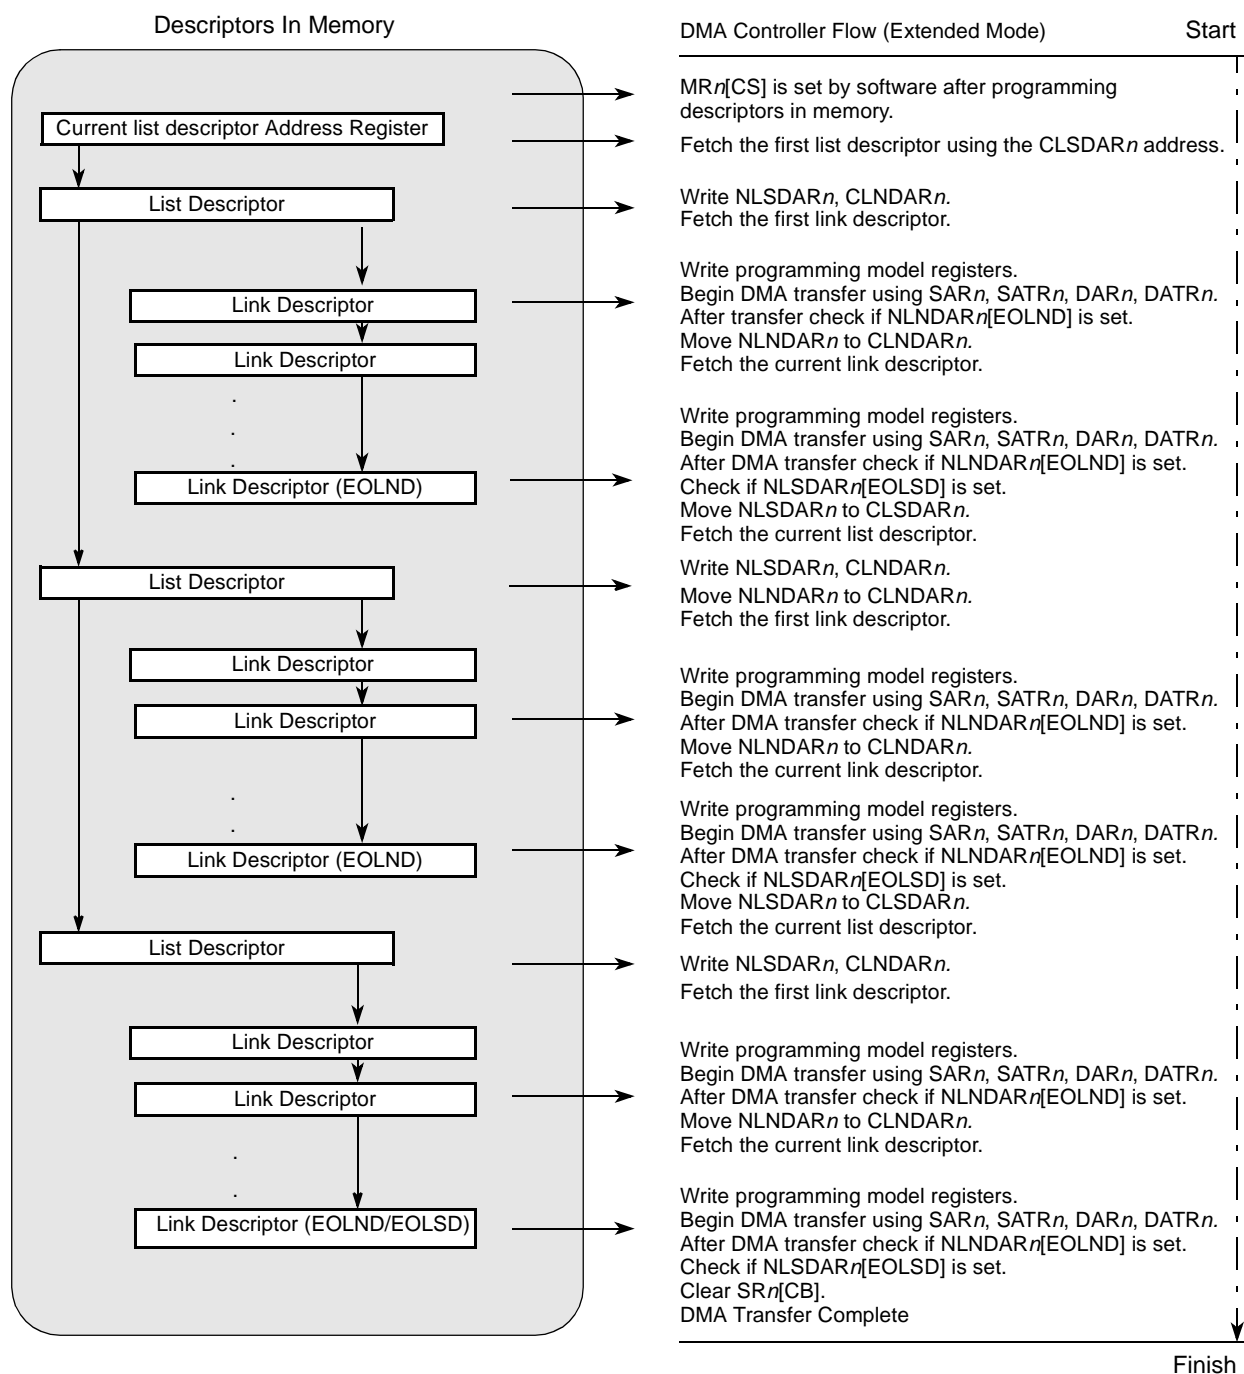 Descriptors In Memory
DMA Controller Flow (Extended Mode) Start
MRn[CS] is set by software after programming
descriptors in memory.
Current list descriptor Address Register
Fetch the first list descriptor using the CLSDARn address.
List Descriptor
Write NLSDARn, CLNDARn.
Fetch the first link descriptor.
Link Descriptor
Link Descriptor
.
.
.
Write programming model registers.
Begin DMA transfer using SARn, SATRn, DARn, DATRn.
After transfer check if NLNDARn[EOLND] is set.
Move NLNDARn to CLNDARn.
Fetch the current link descriptor.
Link Descriptor (EOLND)
Write programming model registers.
Begin DMA transfer using SARn, SATRn, DARn, DATRn.
After DMA transfer check if NLNDARn[EOLND] is set.
Check if NLSDARn[EOLSD] is set.
Move NLSDARn to CLSDARn.
Fetch the current list descriptor.
List Descriptor
Write NLSDARn, CLNDARn.
Move NLNDARn to CLNDARn.
Fetch the first link descriptor.
Link Descriptor
Link Descriptor
.
.
Write programming model registers.
Begin DMA transfer using SARn, SATRn, DARn, DATRn.
After DMA transfer check if NLNDARn[EOLND] is set.
Move NLNDARn to CLNDARn.
Fetch the current link descriptor.
Link Descriptor (EOLND)
Write programming model registers.
Begin DMA transfer using SARn, SATRn, DARn, DATRn.
After DMA transfer check if NLNDARn[EOLND] is set.
Check if NLSDARn[EOLSD] is set.
Move NLSDARn to CLSDARn.
Fetch the current list descriptor.
List Descriptor
Write NLSDARn, CLNDARn.
Fetch the first link descriptor.
Link Descriptor
Link Descriptor
.
.
Write programming model registers.
Begin DMA transfer using SARn, SATRn, DARn, DATRn.
After DMA transfer check if NLNDARn[EOLND] is set.
Move NLNDARn to CLNDARn.
Fetch the current link descriptor.
Link Descriptor (EOLND/EOLSD)
Write programming model registers.
Begin DMA transfer using SARn, SATRn, DARn, DATRn.
After DMA transfer check if NLNDARn[EOLND] is set.
Check if NLSDARn[EOLSD] is set.
Clear SRn[CB].
DMA Transfer Complete
Finish